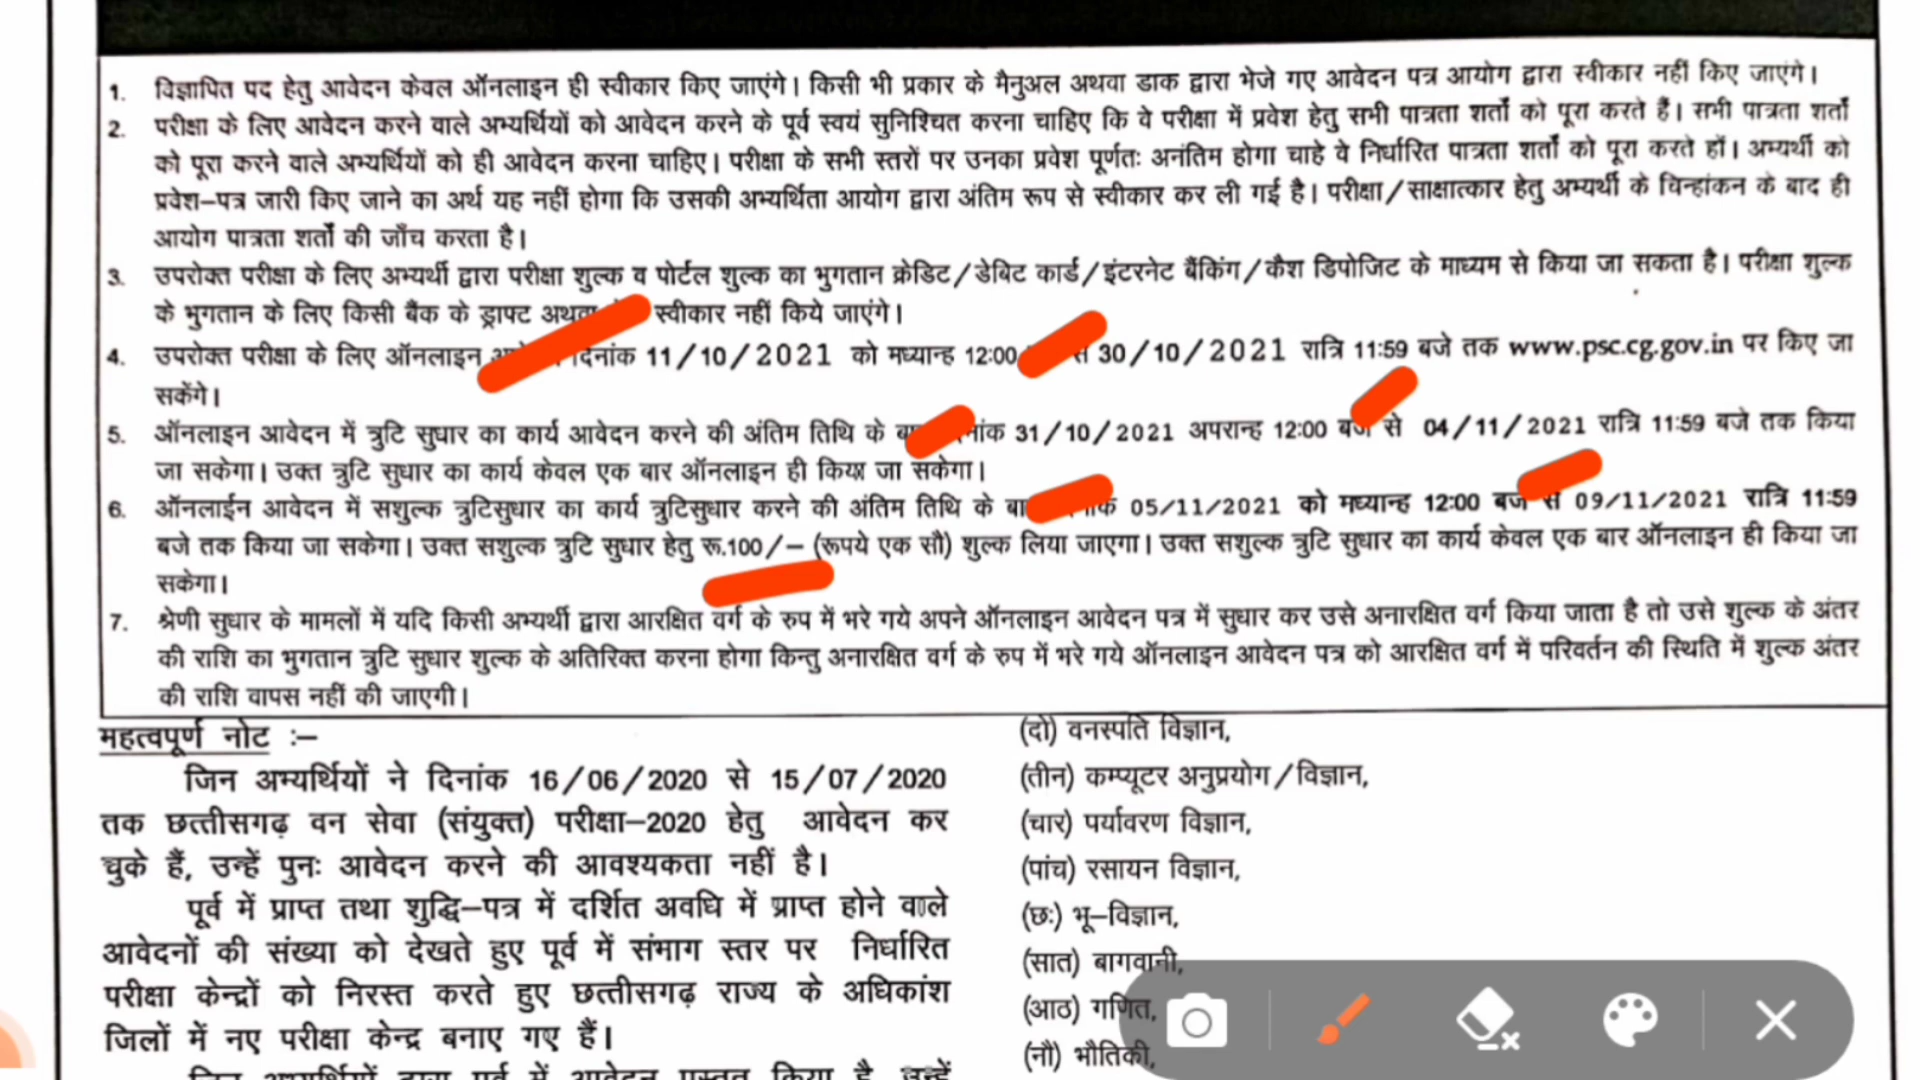 1. विज्ञापित पद हेतु आवेदन केवल ऑनलाइन ही स्वीकार किए जाएंगे। किसी भी प्रकार के मैनुअल अथवा डाक द्वारा भेजे गए आवेदन पत्र आयोग द्वारा स्वीकार नहीं किए जाएंगे।
2. परीक्षा के लिए आवेदन करने वाले अभ्यर्थियों को आवेदन करने के पूर्व स्वयं सुनिश्चित करना चाहिए कि वे परीक्षा में प्रवेश हेतु सभी पात्रता शर्तों को पूरा करते हैं। सभी पात्रता शर्तों
को पूरा करने वाले अभ्यर्थियों को ही आवेदन करना चाहिए। परीक्षा के सभी स्तरों पर उनका प्रवेश पूर्णतः अनंतिम होगा चाहे वे निर्धारित पात्रता शर्तों को पूरा करते हों। अभ्यर्थी को
प्रवेश–पत्र जारी किए जाने का अर्थ यह नहीं होगा कि उसकी अभ्यर्थिता आयोग द्वारा अंतिम रूप से स्वीकार कर ली गई है। परीक्षा/साक्षात्कार हेतु अभ्यर्थी के चिन्हांकन के बाद ही
आयोग पात्रता शर्तों की जाँच करता है।
3. उपरोक्त परीक्षा के लिए अभ्यर्थी द्वारा परीक्षा शुल्क व पोर्टल शुल्क का भुगतान क्रेडिट/डेबिट कार्ड/इंटरनेट बैंकिंग/कैश डिपोजिट के माध्यम से किया जा सकता है। परीक्षा शुल्क
के भुगतान के लिए किसी बैंक के ड्राफ्ट अथवा स्वीकार नहीं किये जाएंगे।
4. उपरोक्त परीक्षा के लिए ऑनलाइन दिनांक 11/10/2021 को मध्यान्ह 12:00 से 30/10/2021 रात्रि 11:59 बजे तक www.psc.cg.gov.in पर किए जा
सकेंगे।
5. ऑनलाइन आवेदन में त्रुटि सुधार का कार्य आवेदन करने की अंतिम तिथि के 31/10/2021 अपरान्ह 12:00 बजे से 04/11/2021 रात्रि 11:59 बजे तक किया
जा सकेगा। उक्त त्रुटि सुधार का कार्य केवल एक बार ऑनलाइन ही किया जा सकेगा।
6. ऑनलाईन आवेदन में सशुल्क त्रुटिसुधार का कार्य त्रुटिसुधार करने की अंतिम तिथि के 05/11/2021 को मध्यान्ह 12:00 बजे से 09/11/2021 रात्रि 11:59
बजे तक किया जा सकेगा। उक्त सशुल्क त्रुटि सुधार हेतु रू.100/– (रूपये एक सौ) शुल्क लिया जाएगा। उक्त सशुल्क त्रुटि सुधार का कार्य केवल एक बार ऑनलाइन ही किया जा
सकेगा।
7. श्रेणी सुधार के मामलों में यदि किसी अभ्यर्थी द्वारा आरक्षित वर्ग के रुप में भरे गये अपने ऑनलाइन आवेदन पत्र में सुधार कर उसे अनारक्षित वर्ग किया जाता है तो उसे शुल्क के अंतर
की राशि का भुगतान त्रुटि सुधार शुल्क के अतिरिक्त करना होगा किन्तु अनारक्षित वर्ग के रुप में भरे गये ऑनलाइन आवेदन पत्र को आरक्षित वर्ग में परिवर्तन की स्थिति में शुल्क अंतर
की राशि वापस नहीं की जाएगी।
महत्वपूर्ण नोट :–
जिन अभ्यर्थियों ने दिनांक 16/06/2020 से 15/07/2020
तक छत्तीसगढ़ वन सेवा (संयुक्त) परीक्षा–2020 हेतु आवेदन कर
चुके हैं, उन्हें पुनः आवेदन करने की आवश्यकता नहीं है।
पूर्व में प्राप्त तथा शुद्धि–पत्र में दर्शित अवधि में प्राप्त होने वाले
आवेदनों की संख्या को देखते हुए पूर्व में संभाग स्तर पर निर्धारित
परीक्षा केन्द्रों को निरस्त करते हुए छत्तीसगढ़ राज्य के अधिकांश
जिलों में नए परीक्षा केन्द्र बनाए गए हैं।
जिन अभ्यर्थियों द्वारा पूर्व में आवेदन प्रस्तुत किया है, उन्हें
(दो) वनस्पति विज्ञान,
(तीन) कम्प्यूटर अनुप्रयोग/विज्ञान,
(चार) पर्यावरण विज्ञान,
(पांच) रसायन विज्ञान,
(छः) भू–विज्ञान,
(सात) बागवानी,
(आठ) गणित,
(नौ) भौतिकी,